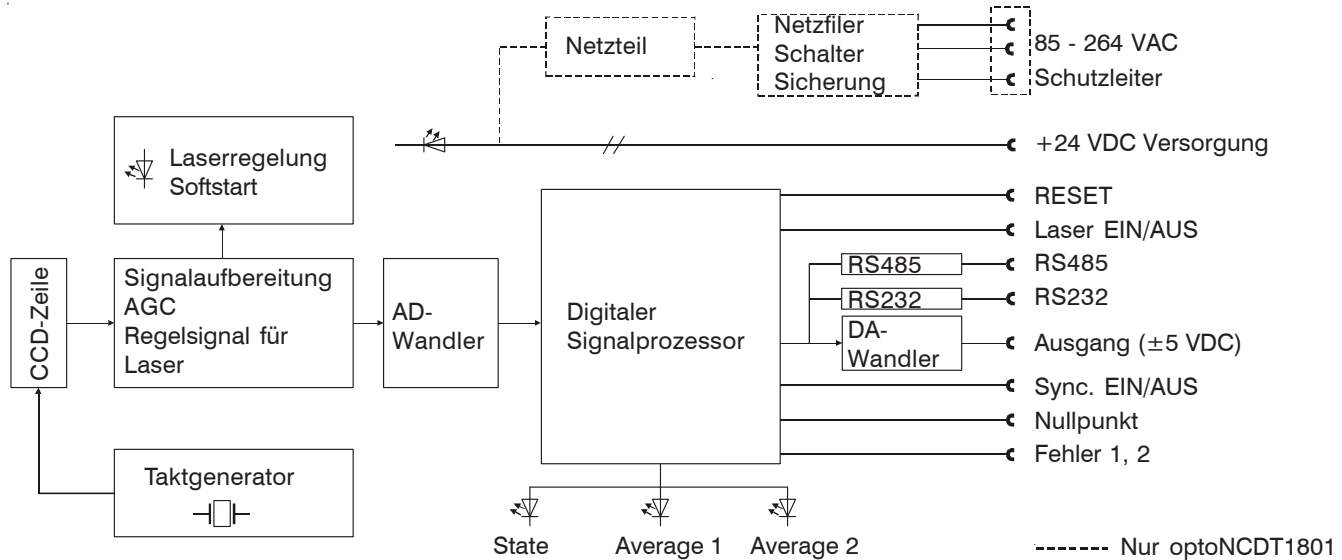 Netzteil
Netzfiler
Schalter
Sicherung
85 - 264 VAC
Schutzleiter
+24 VDC Versorgung
Laserregelung
Softstart
RESET
Laser EIN/AUS
CCD-Zeile
Signalaufbereitung
AGC
Regelsignal für
Laser
AD-
Wandler
Digitaler
Signalprozessor
RS485
RS485
RS232
RS232
DA-
Wandler
Ausgang (±5 VDC)
Sync. EIN/AUS
Nullpunkt
Fehler 1, 2
Taktgenerator
State
Average 1
Average 2
Nur optoNCDT1801